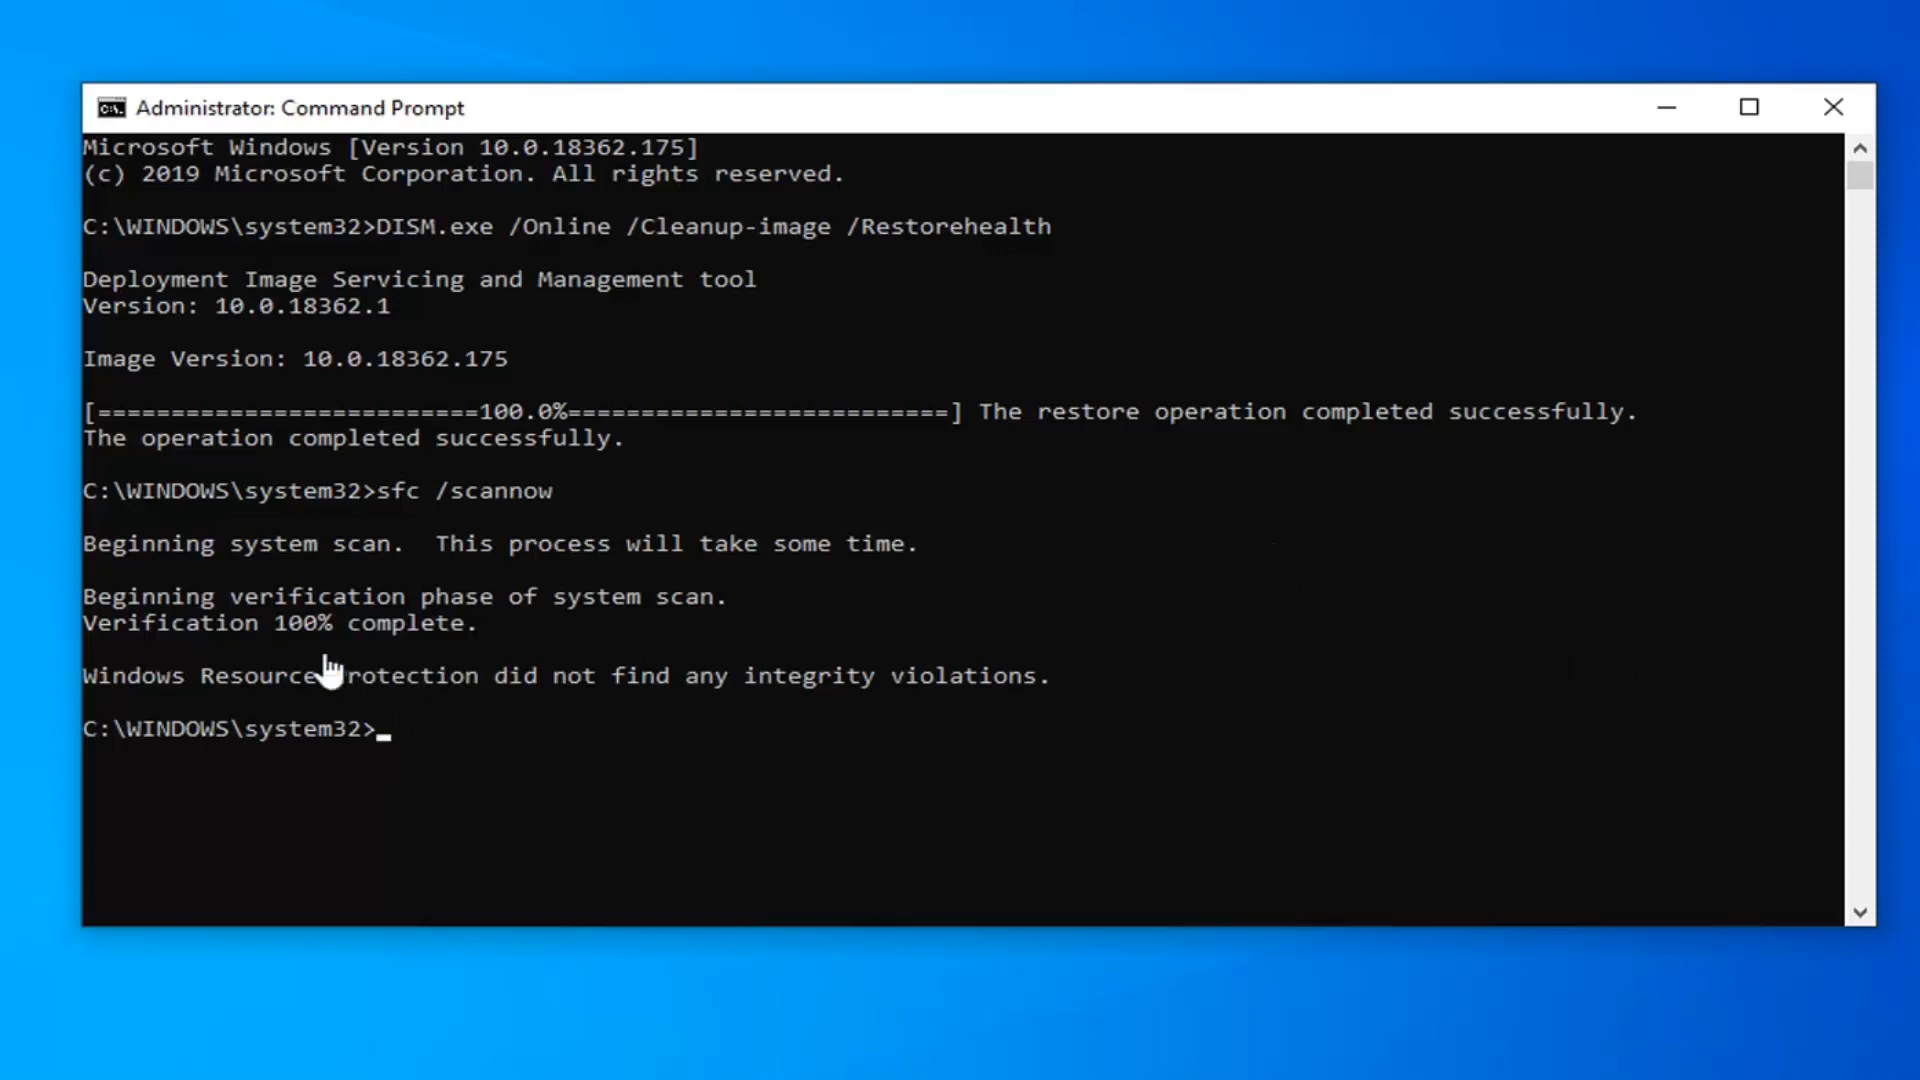 Administrator: Command Prompt
Microsoft Windows [Version 10.0.18362.175]
(c) 2019 Microsoft Corporation. All rights reserved.
C:\WINDOWS\system32>DISM.exe /Online /Cleanup-image /Restorehealth
Deployment Image Servicing and Management tool
Version: 10.0.18362.1
Image Version: 10.0.18362.175
[==========================100.0%==========================] The restore operation completed successfully.
The operation completed successfully.
C:\WINDOWS\system32>sfc /scannow
Beginning system scan.  This process will take some time.
Beginning verification phase of system scan.
Verification 100% complete.
Windows Resource Protection did not find any integrity violations.
C:\WINDOWS\system32>_